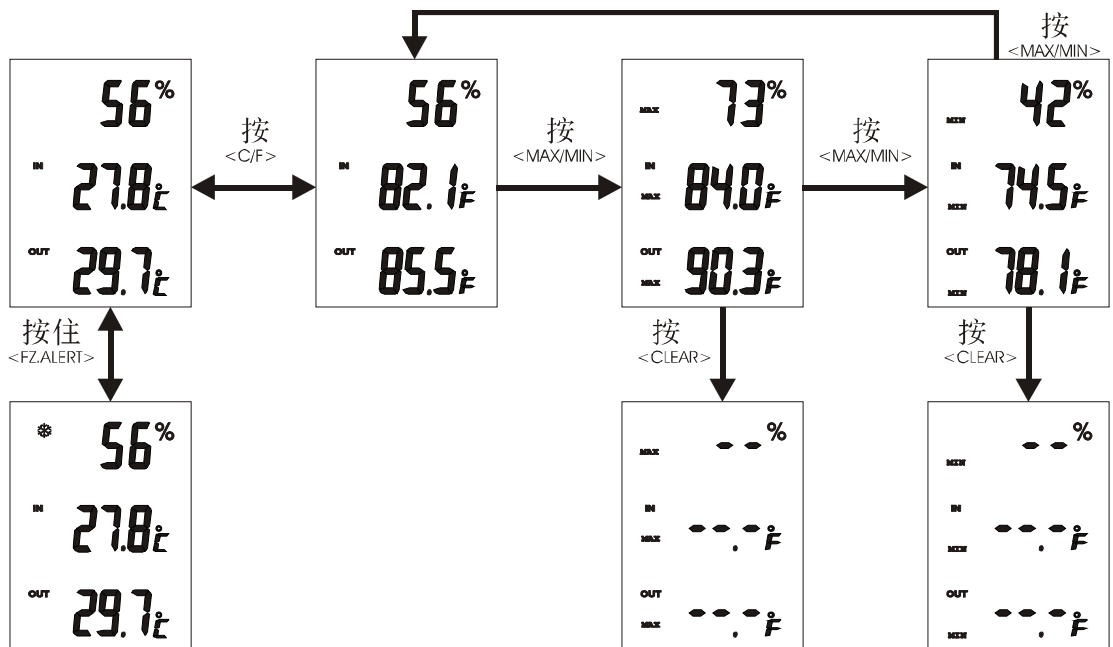 按
<MAX/MIN>
56%
IN
27.8℃
OUT
29.7℃
按
<C/F>
56%
IN
82.1℉
OUT
85.5℉
按
<MAX/MIN>
MAX
73%
IN
MAX
84.0℉
OUT
MAX
90.3℉
按
<MAX/MIN>
MIN
42%
IN
MIN
74.5℉
OUT
MIN
78.1℉
按住
<FZ.ALERT>
按
<CLEAR>
按
<CLEAR>
56%
IN
27.8℃
OUT
29.7℃
MAX
--%
IN
MAX
--.-℉
OUT
MAX
--.-℉
MIN
--%
IN
MIN
--.-℉
OUT
MIN
--.-℉